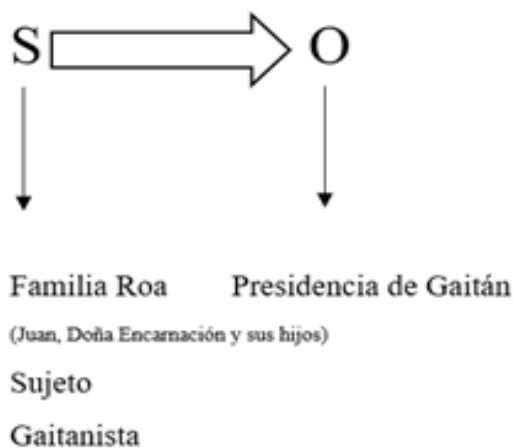 S O
Familia Roa Presidencia de Gaitán
(Juan, Doña Encarnación y sus hijos)
Sujeto
Gaitanista